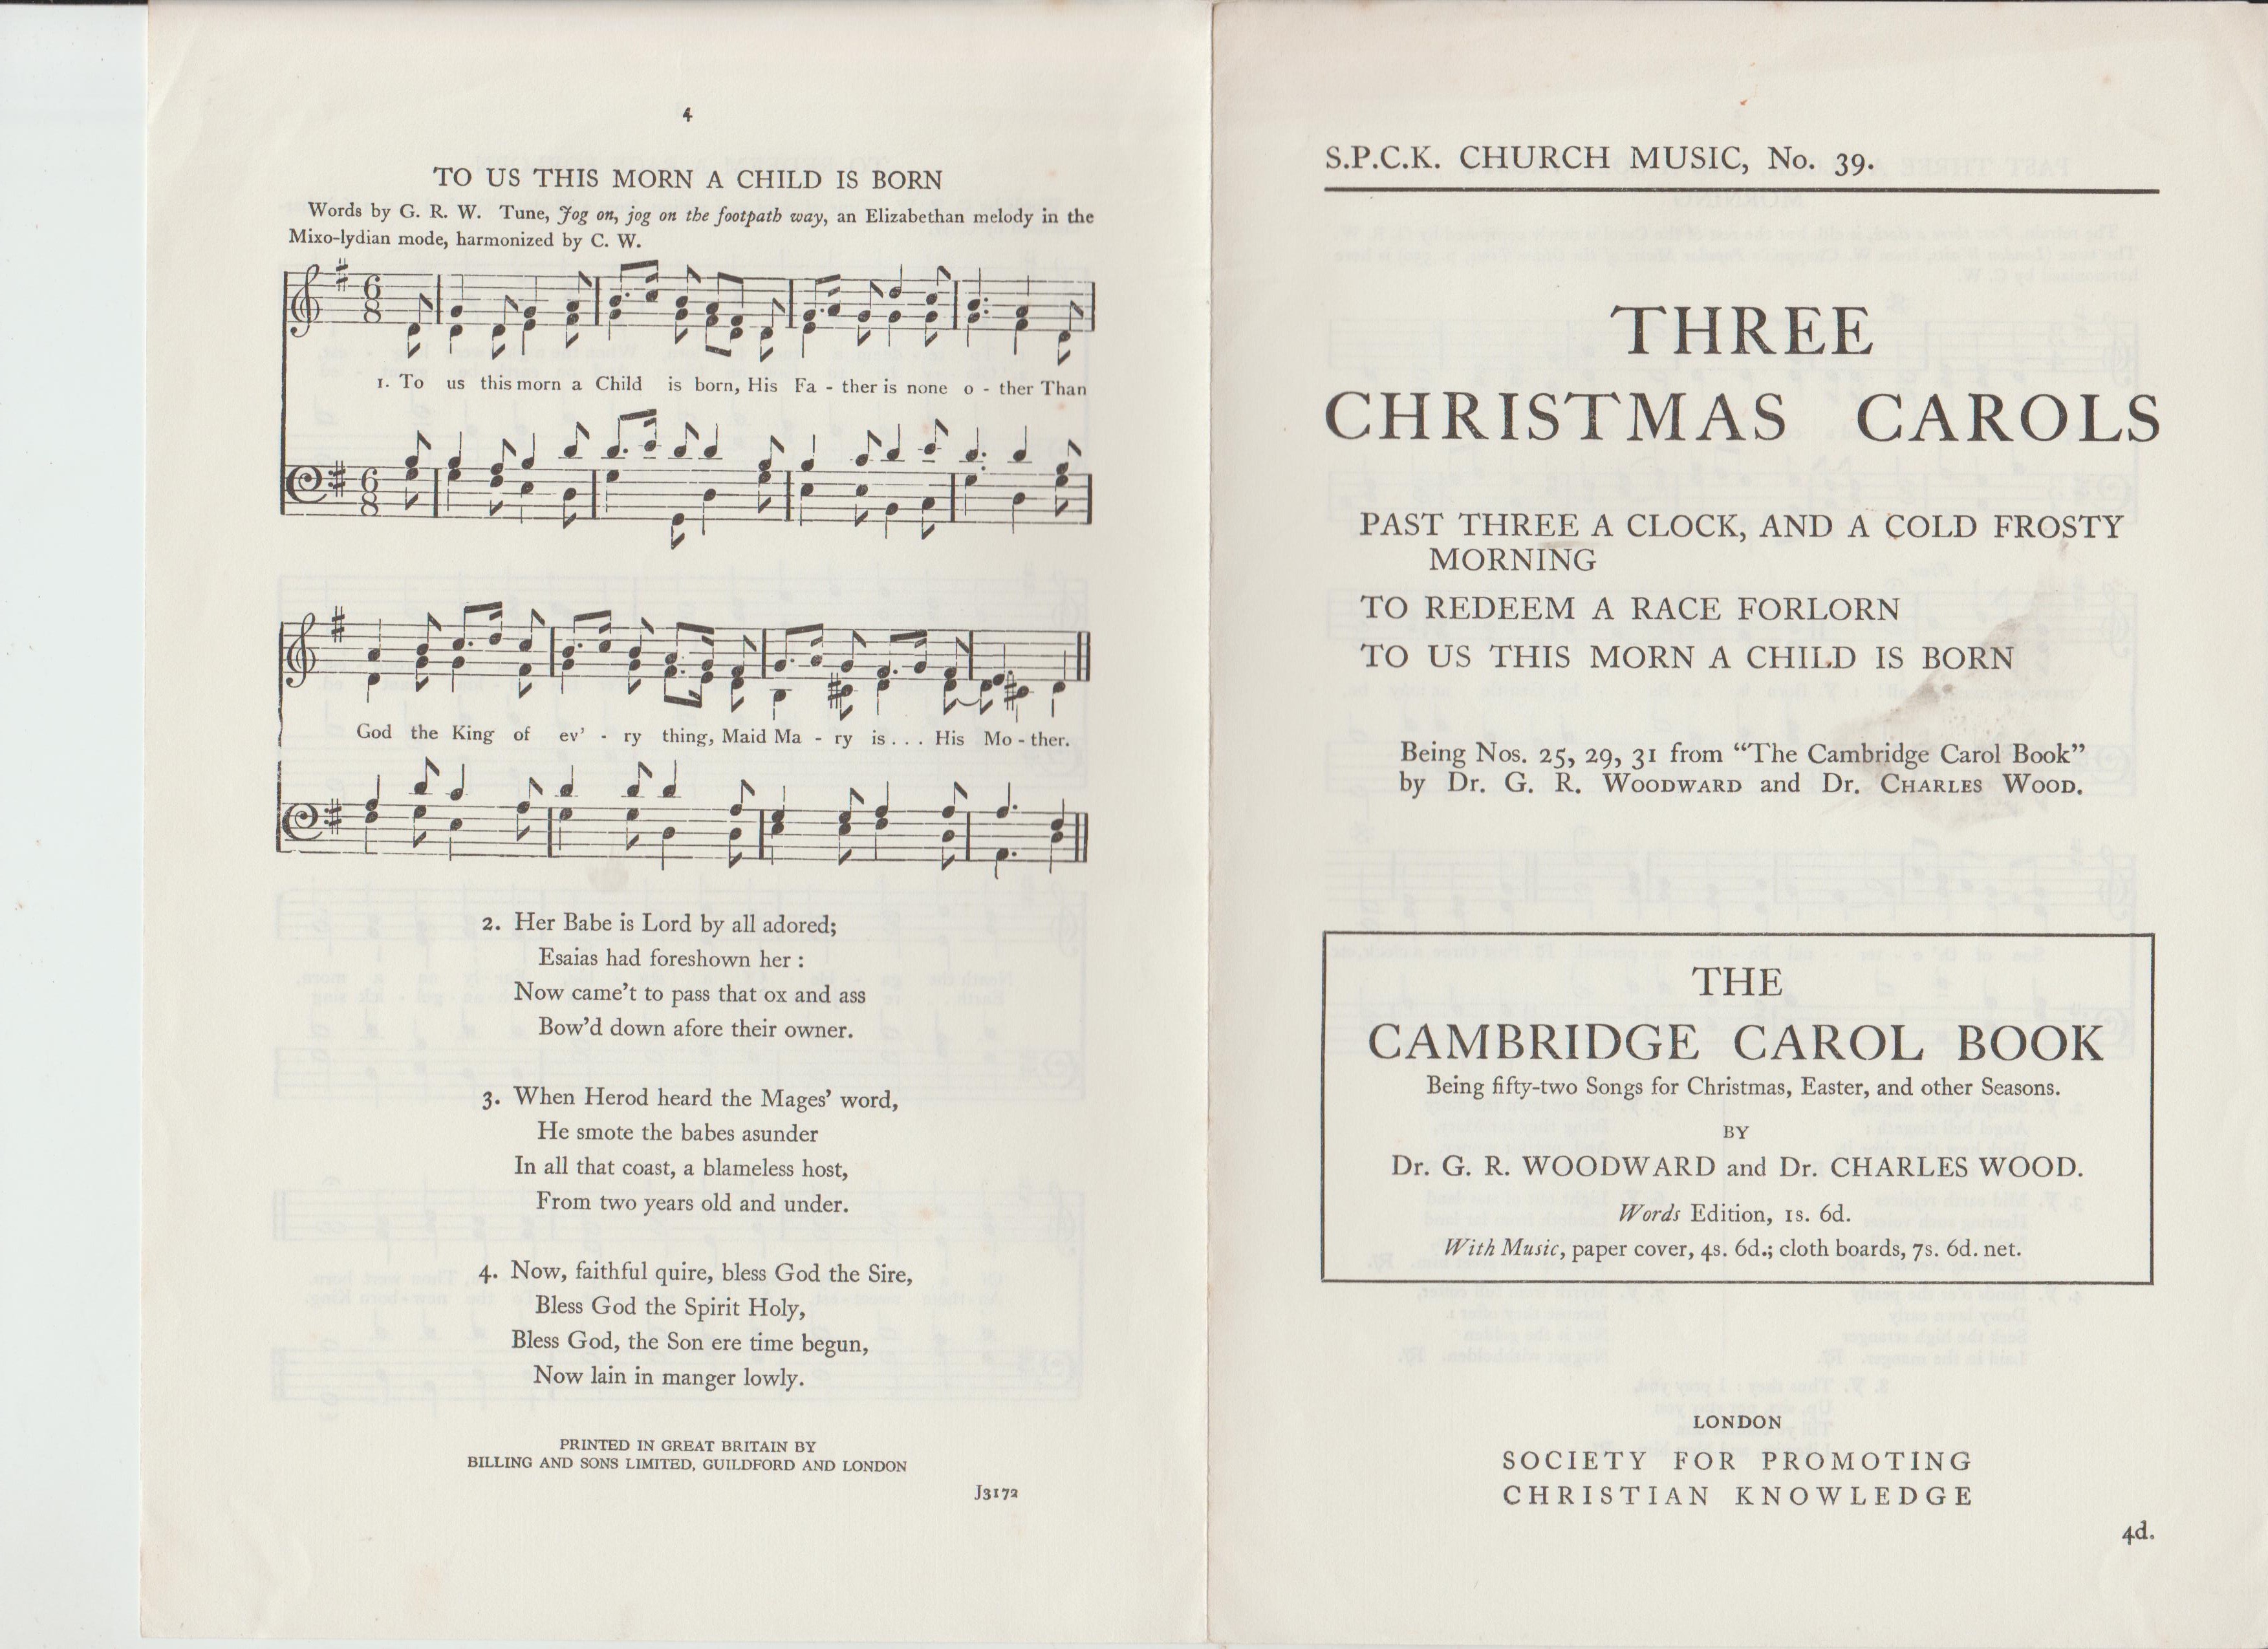 4
TO US THIS MORN A CHILD IS BORN
Words by G. R. W. Tune, Jog on, jog on the footpath way, an Elizabethan melody in the
Mixo-lydian mode, harmonized by C. W.
1. To us this morn a Child is born, His Fa - ther is none o - ther Than
God the King of ev' - ry thing, Maid Ma - ry is . . . His Mo - ther.
2. Her Babe is Lord by all adored;
Esaias had foreshown her :
Now came't to pass that ox and ass
Bow'd down afore their owner.
3. When Herod heard the Mages' word,
He smote the babes asunder
In all that coast, a blameless host,
From two years old and under.
4. Now, faithful quire, bless God the Sire,
Bless God the Spirit Holy,
Bless God, the Son ere time begun,
Now lain in manger lowly.
PRINTED IN GREAT BRITAIN BY
BILLING AND SONS LIMITED, GUILDFORD AND LONDON
J3172
S.P.C.K. CHURCH MUSIC, No. 39.
THREE
CHRISTMAS CAROLS
PAST THREE A CLOCK, AND A COLD FROSTY
MORNING
TO REDEEM A RACE FORLORN
TO US THIS MORN A CHILD IS BORN
Being Nos. 25, 29, 31 from “The Cambridge Carol Book”
by Dr. G. R. WOODWARD and Dr. CHARLES WOOD.
THE
CAMBRIDGE CAROL BOOK
Being fifty-two Songs for Christmas, Easter, and other Seasons.
BY
Dr. G. R. WOODWARD and Dr. CHARLES WOOD.
Words Edition, 1s. 6d.
With Music, paper cover, 4s. 6d.; cloth boards, 7s. 6d. net.
LONDON
SOCIETY FOR PROMOTING
CHRISTIAN KNOWLEDGE
4d.